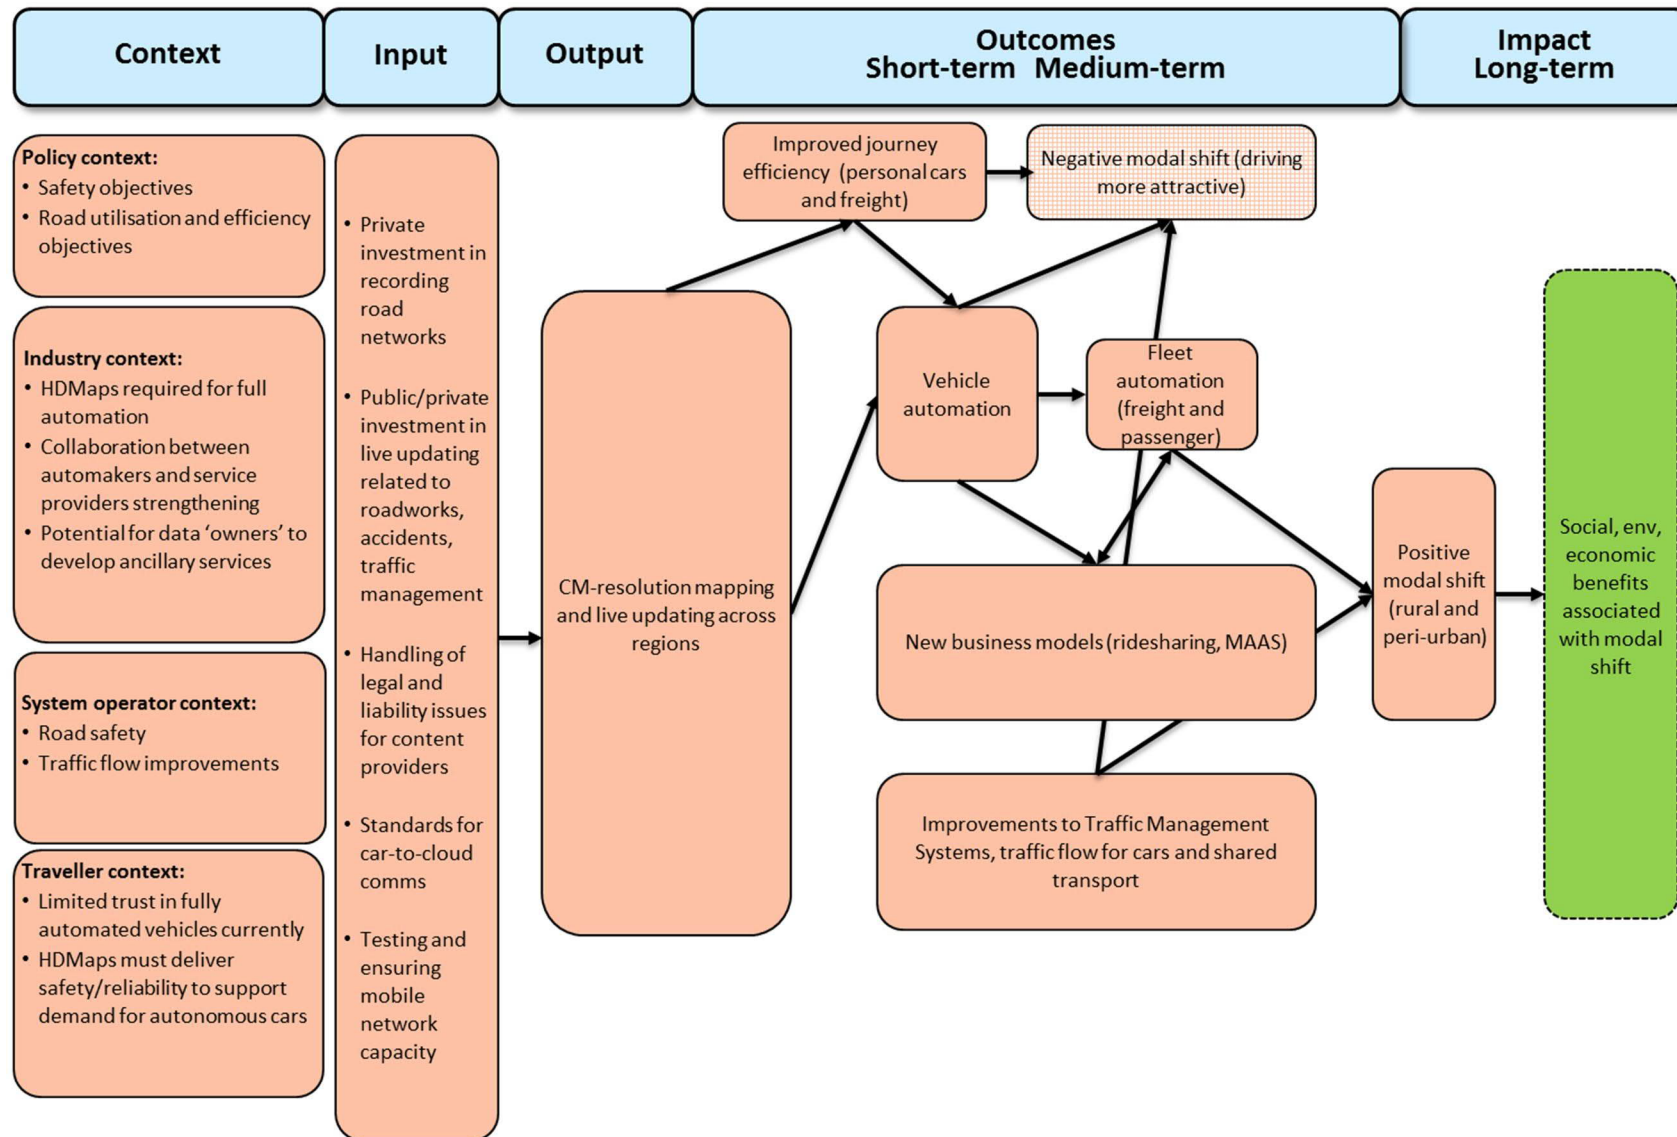 Context
Input
Output
Outcomes
Short-term Medium-term
Impact
Long-term
Policy context:
• Safety objectives
• Road utilisation and efficiency
objectives
Industry context:
• HDMaps required for full
automation
• Collaboration between
automakers and service
providers strengthening
• Potential for data ‘owners’ to
develop ancillary services
System operator context:
• Road safety
• Traffic flow improvements
Traveller context:
• Limited trust in fully
automated vehicles currently
• HDMaps must deliver
safety/reliability to support
demand for autonomous cars
• Private
investment in
recording
road
networks
• Public/private
investment in
live updating
related to
roadworks,
accidents,
traffic
management
• Handling of
legal and
liability issues
for content
providers
• Standards for
car-to-cloud
comms
• Testing and
ensuring
mobile
network
capacity
CM-resolution mapping
and live updating across
regions
Improved journey
efficiency (personal cars
and freight)
Negative modal shift (driving
more attractive)
Vehicle
automation
Fleet
automation
(freight and
passenger)
New business models (ridesharing, MAAS)
Improvements to Traffic Management
Systems, traffic flow for cars and shared
transport
Positive
modal shift
(rural and
peri-urban)
Social, env,
economic
benefits
associated
with modal
shift